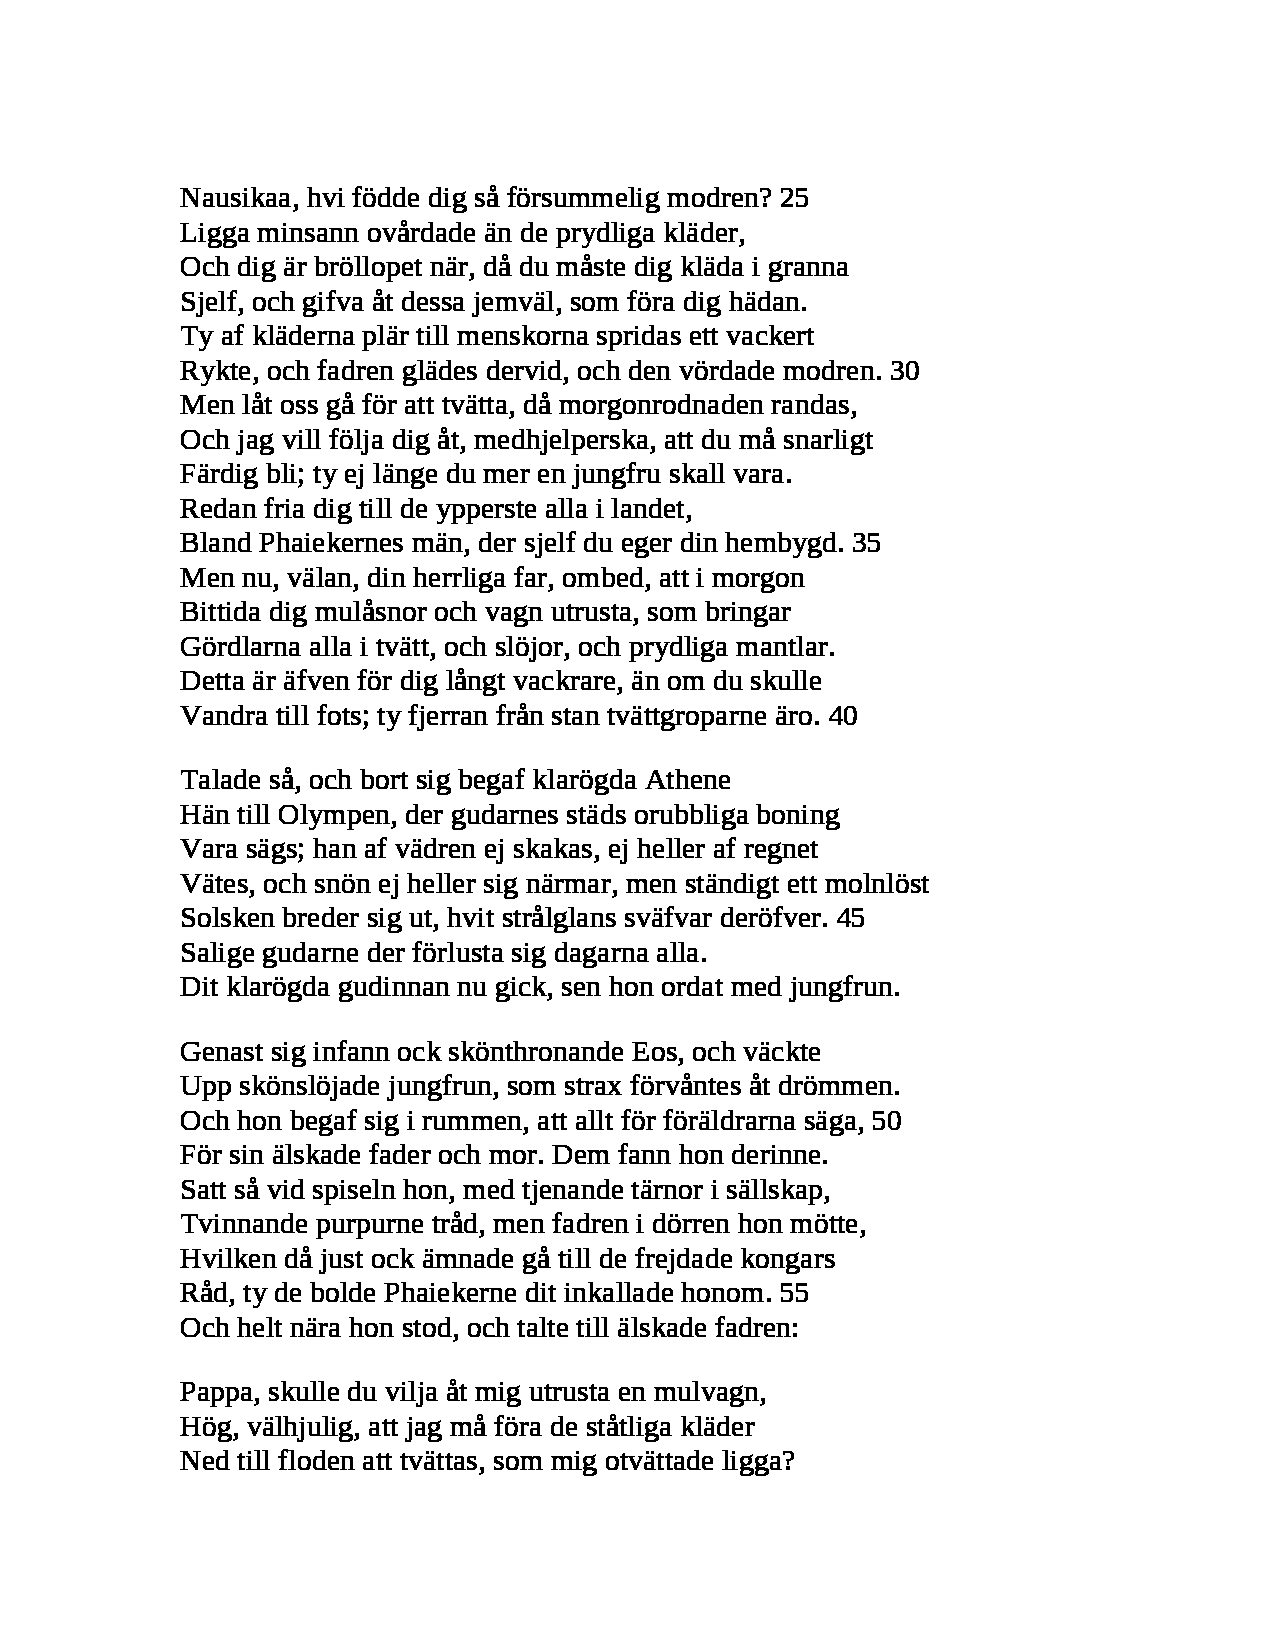 Nausikaa, hvi födde dig så försummelig modren? 25
Ligga minsann ovårdade än de prydliga kläder,
Och dig är bröllopet när, då du måste dig kläda i granna
Sjelf, och gifva åt dessa jemväl, som föra dig hädan.
Ty af kläderna plär till menskorna spridas ett vackert
Rykte, och fadren glädes dervid, och den vördade modren. 30
Men låt oss gå för att tvätta, då morgonrodnaden randas,
Och jag vill följa dig åt, medhjelperska, att du må snarligt
Färdig bli; ty ej länge du mer en jungfru skall vara.
Redan fria dig till de ypperste alla i landet,
Bland Phaiekernes män, der sjelf du eger din hembygd. 35
Men nu, välan, din herrliga far, ombed, att i morgon
Bittida dig mulåsnor och vagn utrusta, som bringar
Gördlarna alla i tvätt, och slöjor, och prydliga mantlar.
Detta är äfven för dig långt vackrare, än om du skulle
Vandra till fots; ty fjerran från stan tvättgroparne äro. 40
Talade så, och bort sig begaf klarögda Athene
Hän till Olympen, der gudarnes städs orubbliga boning
Vara sägs; han af vädren ej skakas, ej heller af regnet
Vätes, och snön ej heller sig närmar, men ständigt ett molnlöst
Solsken breder sig ut, hvit strålglans sväfvar deröfver. 45
Salige gudarne der förlusta sig dagarna alla.
Dit klarögda gudinnan nu gick, sen hon ordat med jungfrun.
Genast sig infann ock skönthronande Eos, och väckte
Upp skönslöjade jungfrun, som strax förvåntes åt drömmen.
Och hon begaf sig i rummen, att allt för föräldrarna säga, 50
För sin älskade fader och mor. Dem fann hon derinne.
Satt så vid spiseln hon, med tjenande tärnor i sällskap,
Tvinnande purpurne tråd, men fadren i dörren hon mötte,
Hvilken då just ock ämnade gå till de frejdade kongars
Råd, ty de bolde Phaiekerne dit inkallade honom. 55
Och helt nära hon stod, och talte till älskade fadren:
Pappa, skulle du vilja åt mig utrusta en mulvagn,
Hög, välhjulig, att jag må föra de ståtliga kläder
Ned till floden att tvättas, som mig otvättade ligga?